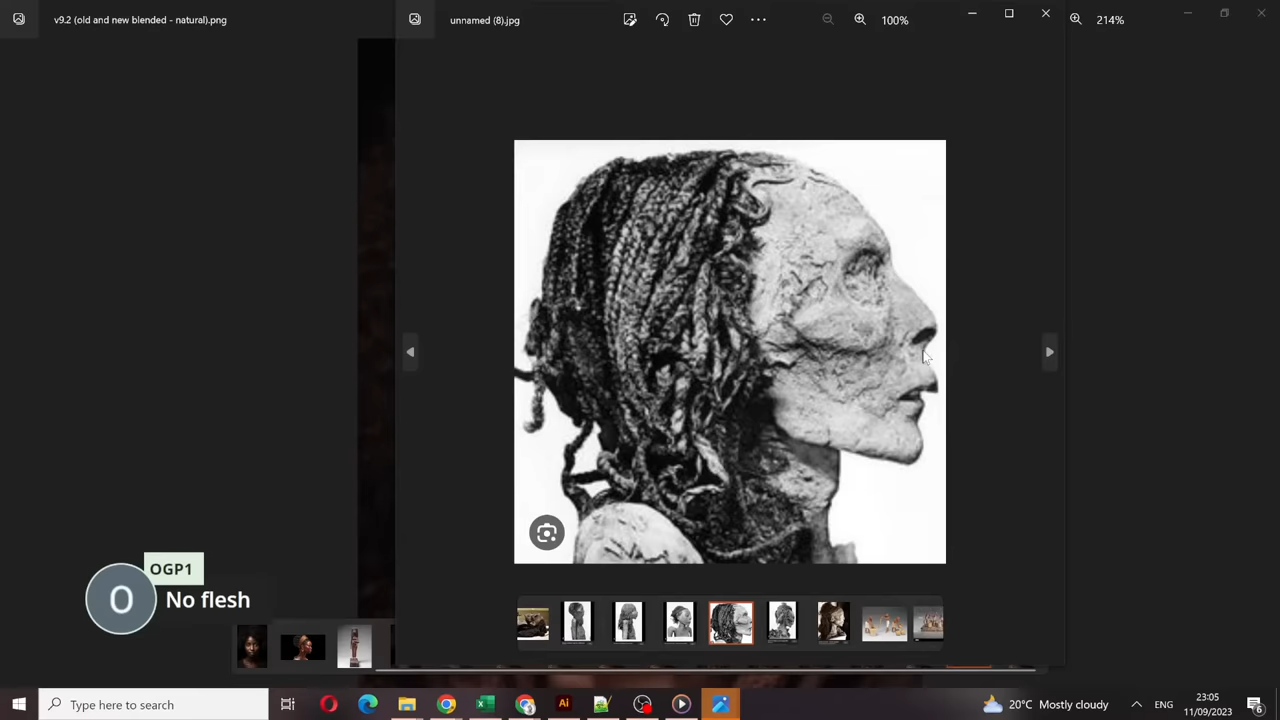 v9.2 (old and new blended - natural).png
unnamed (8).jpg
100%
214%
OGP1
O
No flesh
Type here to search
20°C Mostly cloudy
ENG
23:05
11/09/2023
6